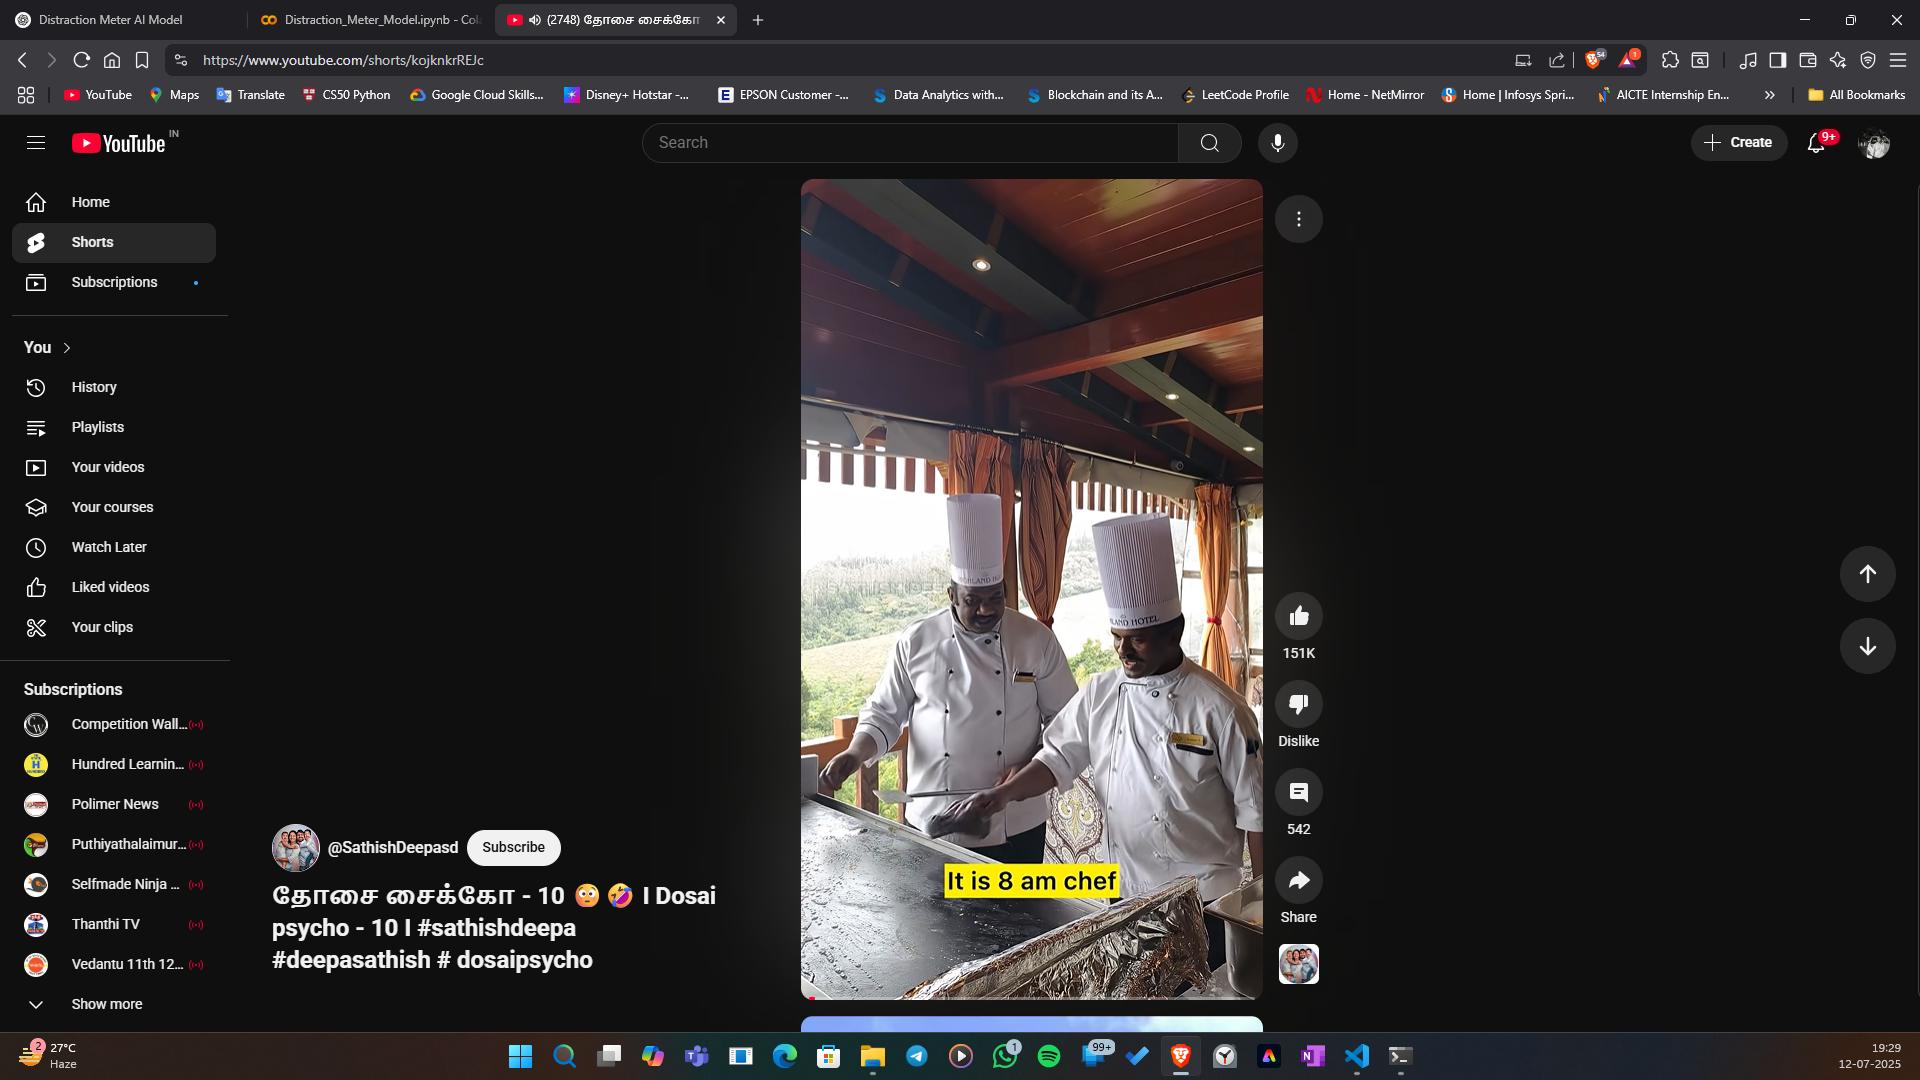 Distraction Meter AI Model
Distraction_Meter_Model.ipynb - Col
(2748) தோசை சைக்கோ
https://www.youtube.com/shorts/kojknkrREJc
54
1
YouTube
Maps
Translate
CS50 Python
Google Cloud Skills...
Disney+ Hotstar -...
EPSON Customer -...
Data Analytics with...
Blockchain and its A...
LeetCode Profile
Home - NetMirror
Home | Infosys Spri...
AICTE Internship En...
All Bookmarks
YouTube IN
Search
Create
9+
Home
Shorts
Subscriptions
You
History
Playlists
Your videos
Your courses
Watch Later
Liked videos
Your clips
Subscriptions
Competition Wall...
Hundred Learnin...
Polimer News
Puthiyathalaimur...
Selfmade Ninja ...
Thanthi TV
Vedantu 11th 12...
Show more
HIGHLAND HOTEL
It is 8 am chef
@SathishDeepasd
Subscribe
தோசை சைக்கோ - 10 😳 🤣 I Dosai
psycho - 10 I #sathishdeepa
#deepasathish # dosaipsycho
151K
Dislike
542
Share
2
27°C
Haze
1
99+
19:29
12-07-2025